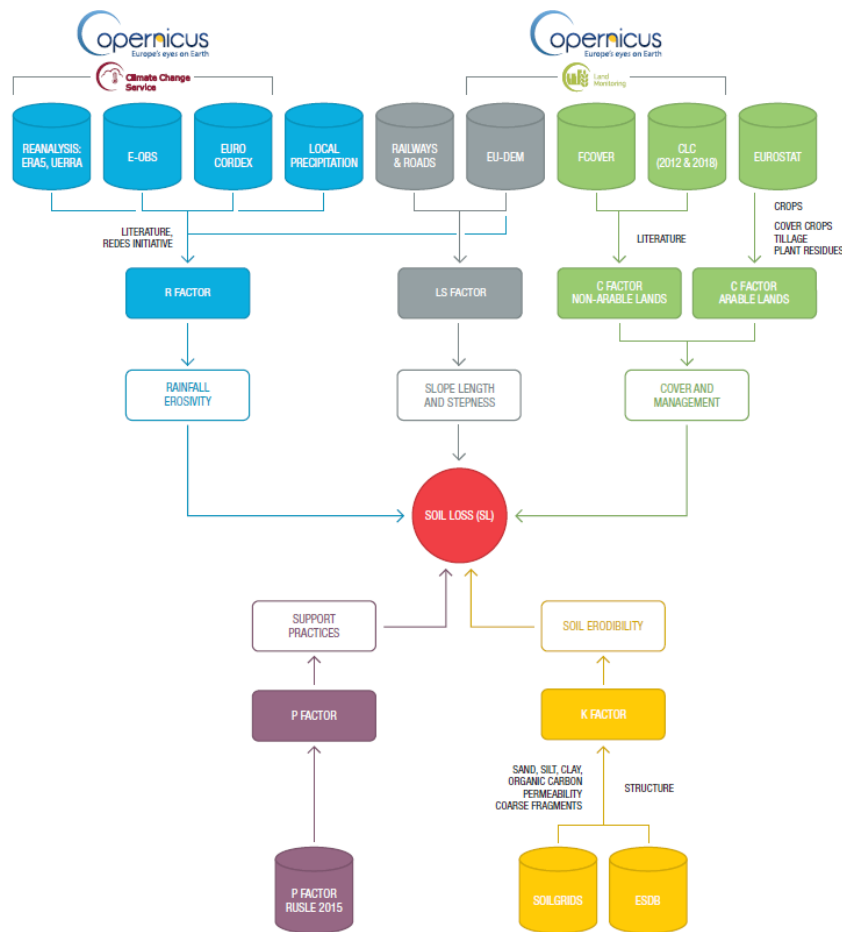 opernicus
Europe's eyes on Earth
Climate Change
Service
opernicus
Europe's eyes on Earth
Land
Monitoring
REANALYSIS:
ERA5, UERRA
E-OBS
EURO
CORDEX
LOCAL
PRECIPITATION
RAILWAYS
& ROADS
EU-DEM
FCOVER
CLC
(2012 & 2018)
EUROSTAT
LITERATURE,
REDES INITIATIVE
LITERATURE
CROPS
COVER CROPS
TILLAGE
PLANT RESIDUES
R FACTOR
LS FACTOR
C FACTOR
NON-ARABLE LANDS
C FACTOR
ARABLE LANDS
RAINFALL
EROSIVITY
SLOPE LENGTH
AND STEPNESS
COVER AND
MANAGEMENT
SOIL LOSS (SL)
SUPPORT
PRACTICES
SOIL ERODIBILITY
P FACTOR
K FACTOR
SAND, SILT, CLAY,
ORGANIC CARBON
PERMEABILITY
COARSE FRAGMENTS
STRUCTURE
P FACTOR
RUSLE 2015
SOILGRIDS
ESDB